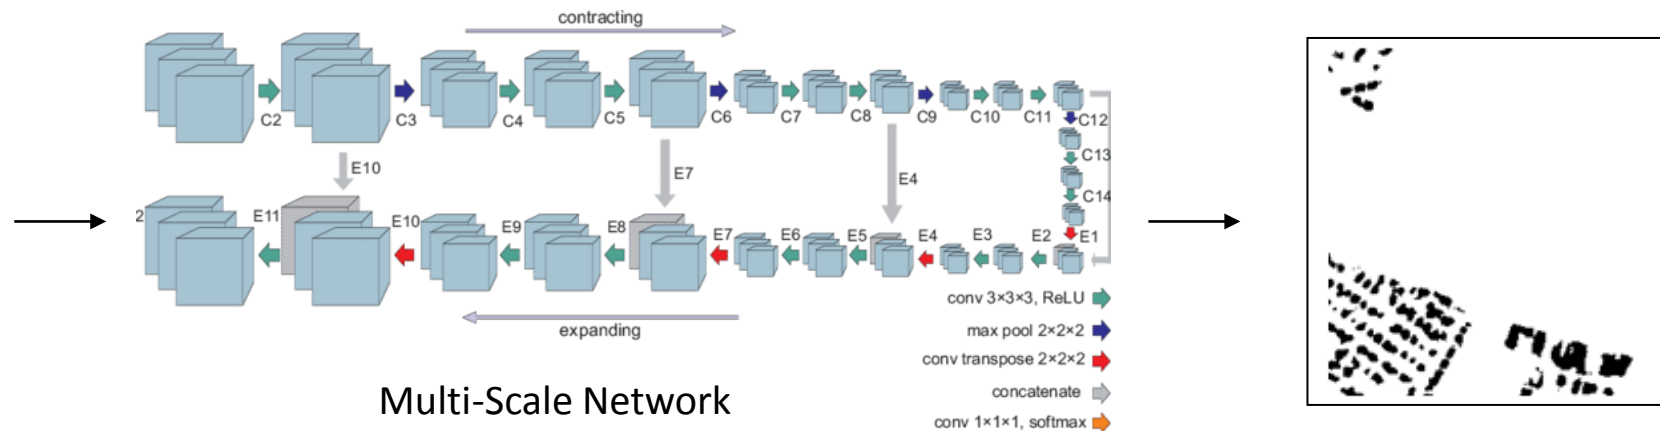 contracting
C2
C3
C4
C5
C6
C7
C8
C9
C10
C11
C12
C13
C14
E10
E7
E4
2
E11
E10
E9
E8
E7
E6
E5
E4
E3
E2
E1
expanding
conv 3×3×3, ReLU
max pool 2×2×2
conv transpose 2×2×2
concatenate
conv 1×1×1, softmax
Multi-Scale Network